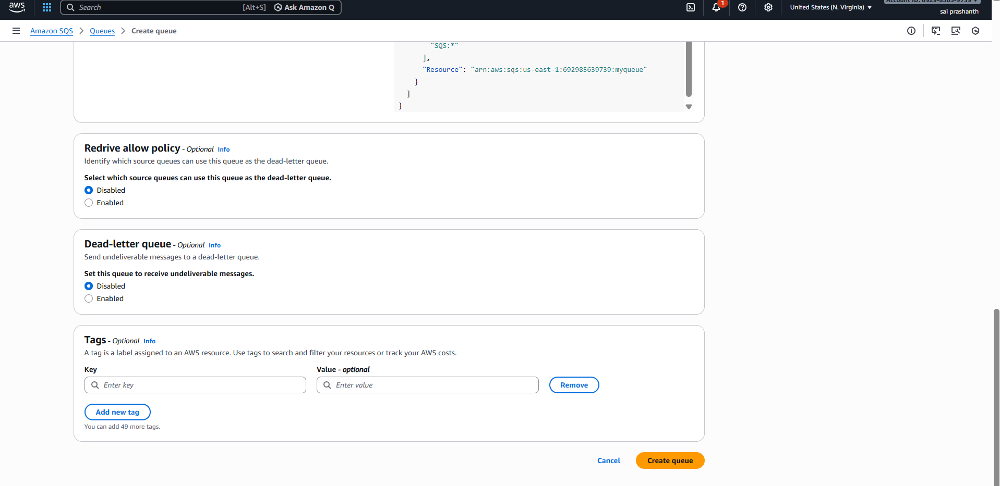 aws
Search [Alt+S] Ask Amazon Q
1
United States (N. Virginia)
Account ID: 6929-8563-9739
sai prashanth
Amazon SQS > Queues > Create queue
"SQS:*"
],
"Resource": "arn:aws:sqs:us-east-1:692985639739:myqueue"
}
]
}
Redrive allow policy - Optional Info
Identify which source queues can use this queue as the dead-letter queue.
Select which source queues can use this queue as the dead-letter queue.
Disabled
Enabled
Dead-letter queue - Optional Info
Send undeliverable messages to a dead-letter queue.
Set this queue to receive undeliverable messages.
Disabled
Enabled
Tags - Optional Info
A tag is a label assigned to an AWS resource. Use tags to search and filter your resources or track your AWS costs.
Key Value - optional
Enter key Enter value Remove
Add new tag
You can add 49 more tags.
Cancel Create queue